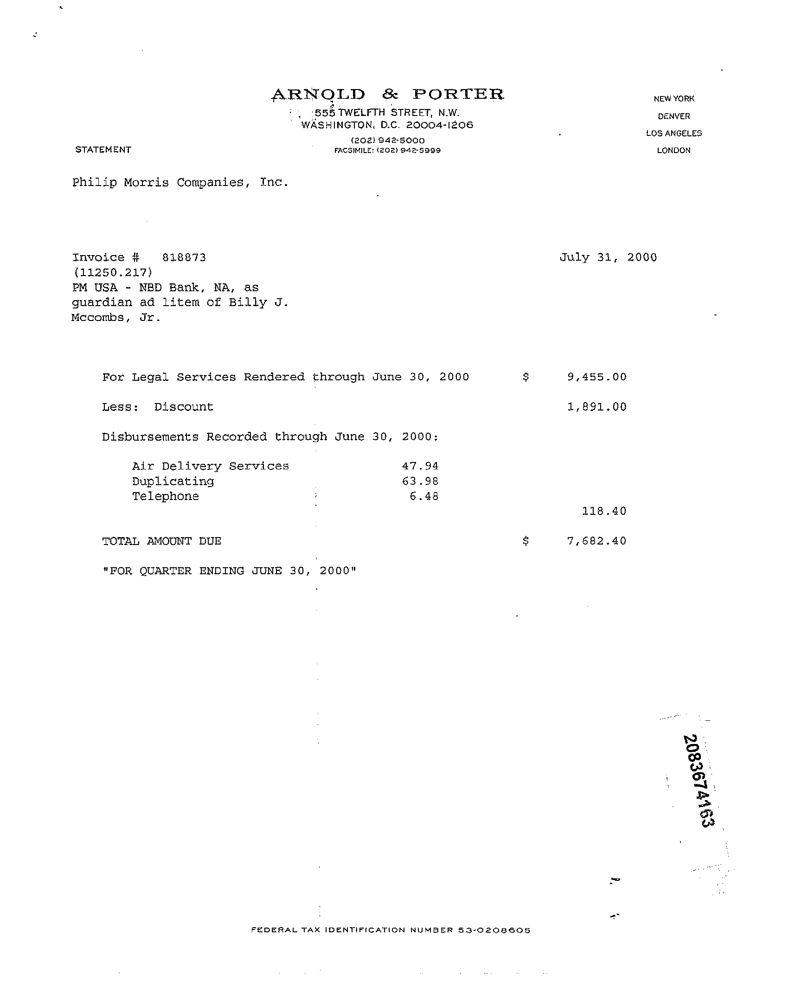 ARNOLD & PORTER
555 TWELFTH STREET, N.W.
WASHINGTON, D.C. 20004-1206
(202) 942-5000
FACSIMILE: (202) 942-5999
NEW YORK
DENVER
LOS ANGELES
LONDON
STATEMENT
Philip Morris Companies, Inc.
Invoice # 818873 July 31, 2000
(11250.217)
PM USA - NBD Bank, NA, as
guardian ad litem of Billy J.
Mccombs, Jr.
For Legal Services Rendered through June 30, 2000 $ 9,455.00
Less: Discount 1,891.00
Disbursements Recorded through June 30, 2000:
Air Delivery Services 47.94
Duplicating 63.98
Telephone 6.48
118.40
TOTAL AMOUNT DUE $ 7,682.40
"FOR QUARTER ENDING JUNE 30, 2000"
2083674163
FEDERAL TAX IDENTIFICATION NUMBER 53-0208605